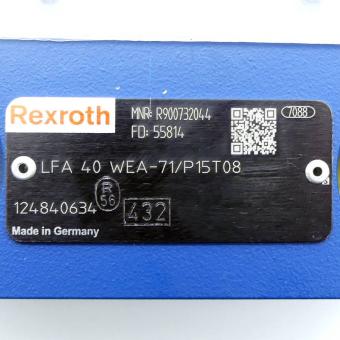 Rexroth
MNR: R900732044
FD: 55814
7088
LFA 40 WEA-71/P15T08
R
56
124840634
432
Made in Germany